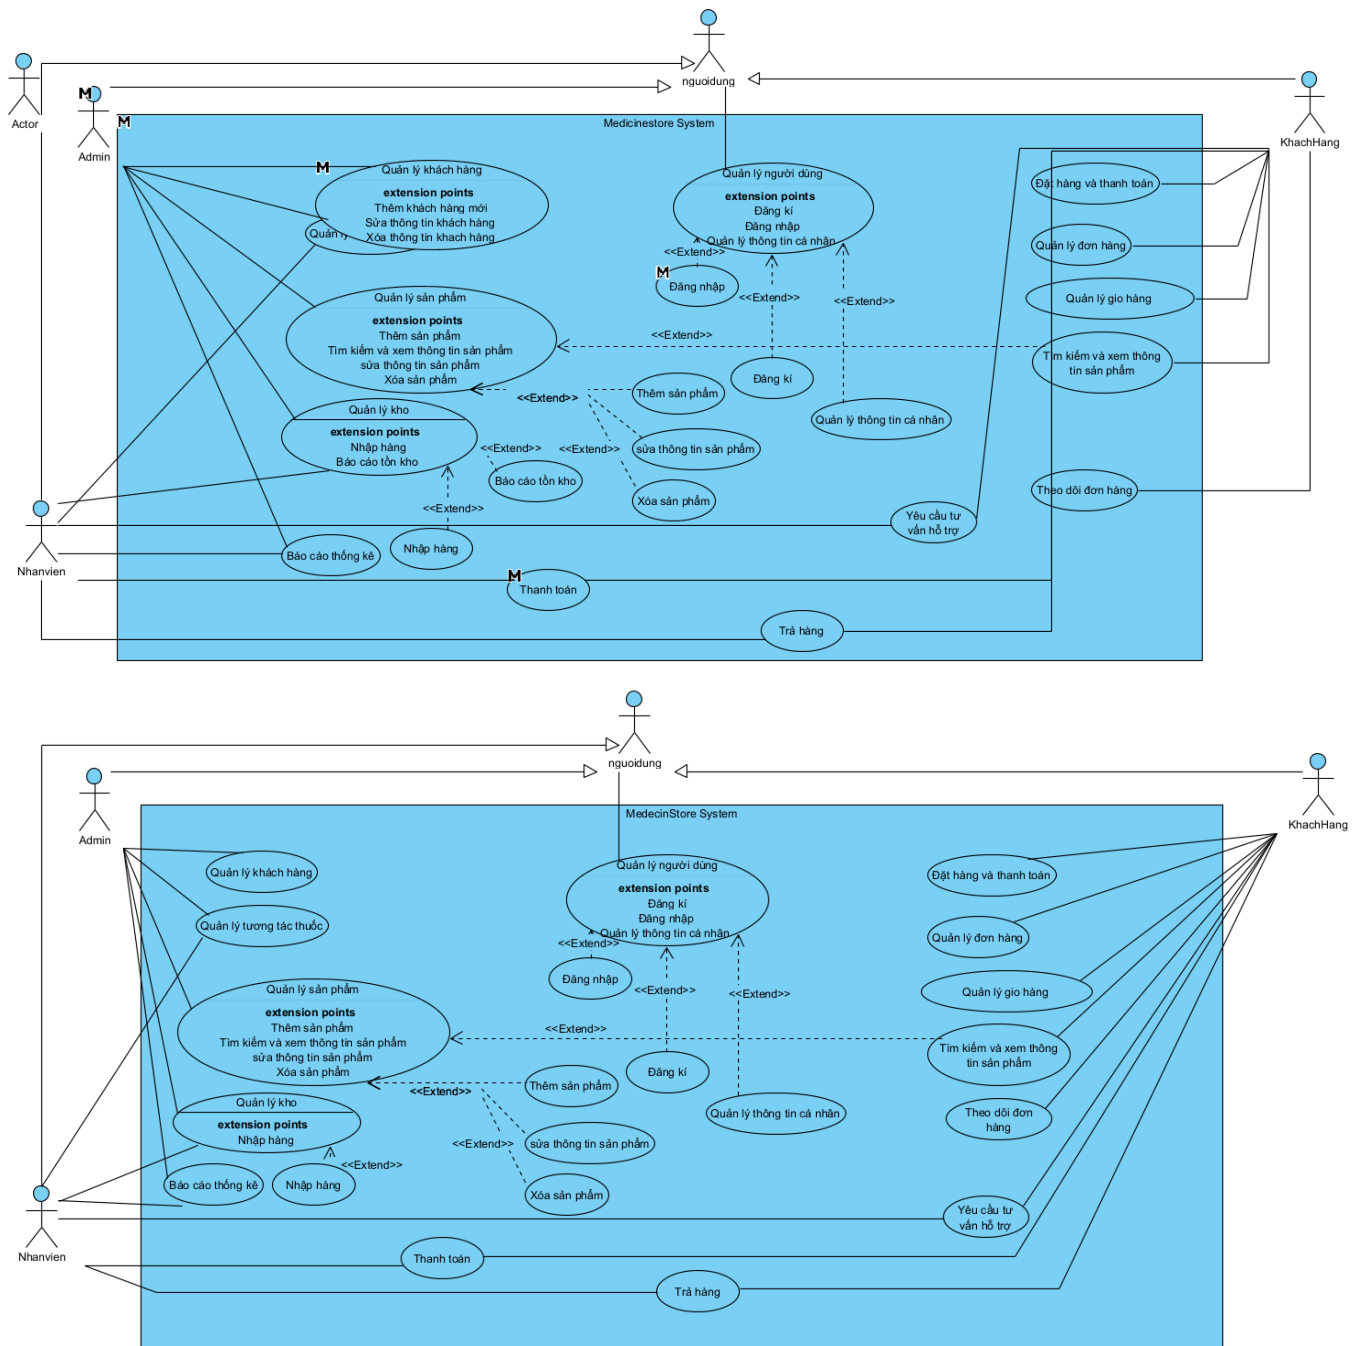 nguoidung
Actor
M
Admin
KhachHang
M
Medicinestore System
M
Quản lý khách hàng
extension points
Thêm khách hàng mới
Sửa thông tin khách hàng
Xóa thông tin khach hàng
Quản lý
Quản lý người dùng
extension points
Đăng kí
Đăng nhập
Quản lý thông tin cá nhân
<<Extend>>
M
Đăng nhập
<<Extend>>
<<Extend>>
Đặt hàng và thanh toán
Quản lý đơn hàng
Quản lý gio hàng
Quản lý sản phẩm
extension points
Thêm sản phẩm
Tìm kiếm và xem thông tin sản phẩm
sửa thông tin sản phẩm
Xóa sản phẩm
<<Extend>>
Tìm kiếm và xem thông
tin sản phẩm
Đăng kí
<<Extend>>
Thêm sản phẩm
Quản lý thông tin cá nhân
Quản lý kho
extension points
Nhập hàng
Báo cáo tồn kho
<<Extend>>
<<Extend>>
sửa thông tin sản phẩm
Báo cáo tồn kho
Xóa sản phẩm
Theo dõi đơn hàng
<<Extend>>
Yêu cầu tư
vấn hỗ trợ
Nhanvien
Báo cáo thống kê
Nhập hàng
M
Thanh toán
Trả hàng
nguoidung
Admin
KhachHang
MedecinStore System
Quản lý khách hàng
Quản lý tương tác thuốc
Quản lý người dùng
extension points
Đăng kí
Đăng nhập
Quản lý thông tin cá nhân
<<Extend>>
Đăng nhập
<<Extend>>
<<Extend>>
Đặt hàng và thanh toán
Quản lý đơn hàng
Quản lý gio hàng
Quản lý sản phẩm
extension points
Thêm sản phẩm
Tìm kiếm và xem thông tin sản phẩm
sửa thông tin sản phẩm
Xóa sản phẩm
<<Extend>>
Tìm kiếm và xem thông
tin sản phẩm
Đăng kí
<<Extend>>
Thêm sản phẩm
Quản lý thông tin cá nhân
Theo dõi đơn
hàng
Quản lý kho
extension points
Nhập hàng
<<Extend>>
<<Extend>>
sửa thông tin sản phẩm
Báo cáo thống kê
Nhập hàng
Xóa sản phẩm
Yêu cầu tư
vấn hỗ trợ
Nhanvien
Thanh toán
Trả hàng